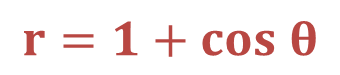 r = 1 + cos θ